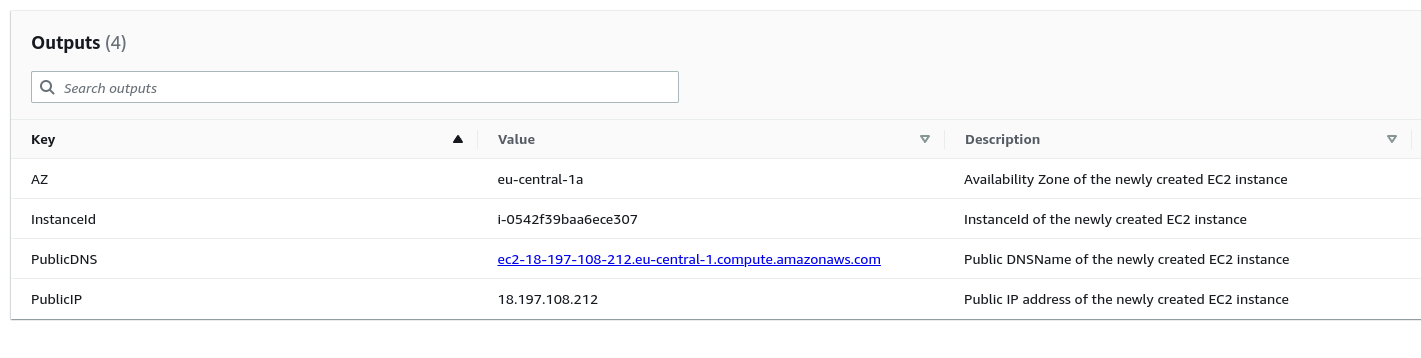 Outputs (4)
Search outputs
Key Value Description
AZ eu-central-1a Availability Zone of the newly created EC2 instance
InstanceId i-0542f39baa6ece307 InstanceId of the newly created EC2 instance
PublicDNS ec2-18-197-108-212.eu-central-1.compute.amazonaws.com Public DNSName of the newly created EC2 instance
PublicIP 18.197.108.212 Public IP address of the newly created EC2 instance